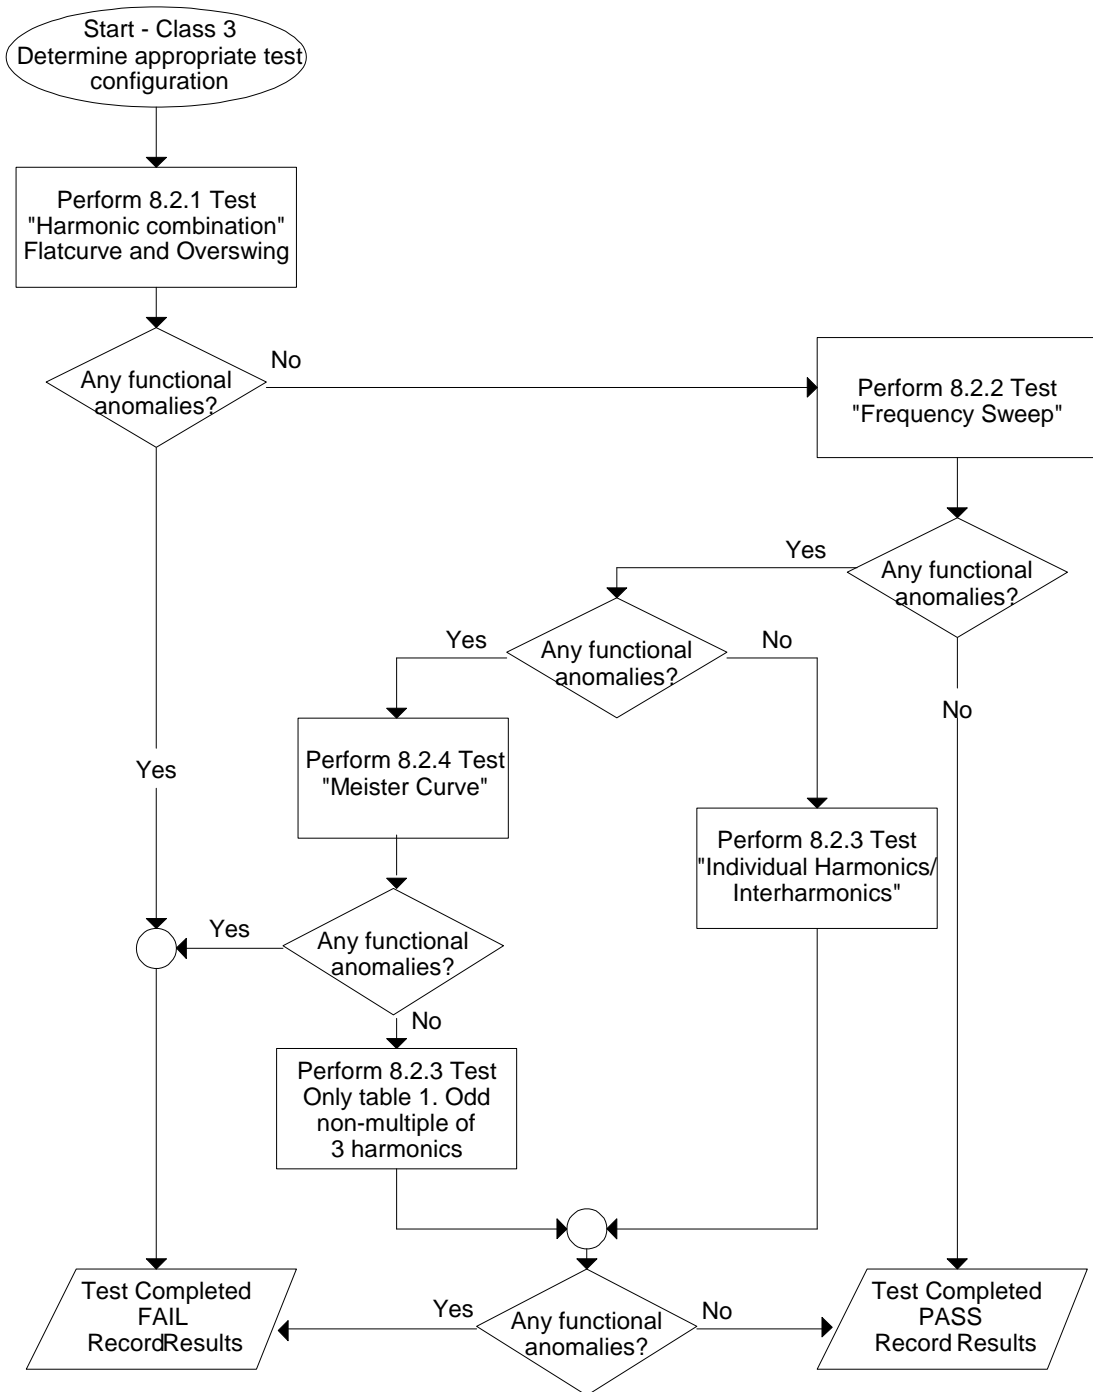 Start - Class 3
Determine appropriate test
configuration
Perform 8.2.1 Test
"Harmonic combination"
Flatcurve and Overswing
Any functional
anomalies?
No
Perform 8.2.2 Test
"Frequency Sweep"
Any functional
anomalies?
Yes
Any functional
anomalies?
Yes
No
No
Perform 8.2.4 Test
"Meister Curve"
Yes
Perform 8.2.3 Test
"Individual Harmonics/
Interharmonics"
Any functional
anomalies?
Yes
No
Perform 8.2.3 Test
Only table 1. Odd
non-multiple of
3 harmonics
Test Completed
FAIL
RecordResults
Yes
Any functional
anomalies?
No
Test Completed
PASS
Record Results